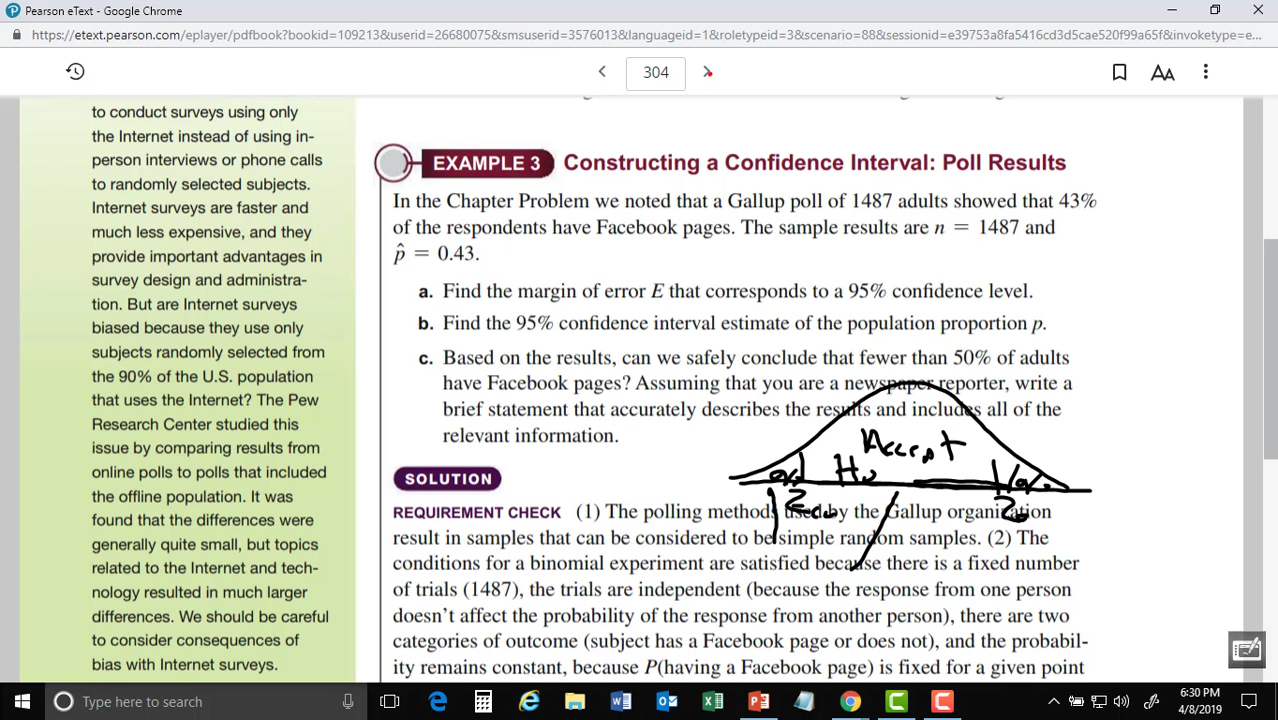 Pearson eText - Google Chrome
https://etext.pearson.com/eplayer/pdfbook?bookid=109213&userid=26680075&smsuserid=3576013&languageid=1&roletypeid=3&scenario=88&sessionid=e39753a8fa5416cd3d5cae520f99a65f&invoketype=e...
304
AA
to conduct surveys using only
the Internet instead of using in-
person interviews or phone calls
to randomly selected subjects.
Internet surveys are faster and
much less expensive, and they
provide important advantages in
survey design and administra-
tion. But are Internet surveys
biased because they use only
subjects randomly selected from
the 90% of the U.S. population
that uses the Internet? The Pew
Research Center studied this
issue by comparing results from
online polls to polls that included
the offline population. It was
found that the differences were
generally quite small, but topics
related to the Internet and tech-
nology resulted in much larger
differences. We should be careful
to consider consequences of
bias with Internet surveys.
EXAMPLE 3 Constructing a Confidence Interval: Poll Results
In the Chapter Problem we noted that a Gallup poll of 1487 adults showed that 43%
of the respondents have Facebook pages. The sample results are n = 1487 and
p̂ = 0.43.
a. Find the margin of error E that corresponds to a 95% confidence level.
b. Find the 95% confidence interval estimate of the population proportion p.
c. Based on the results, can we safely conclude that fewer than 50% of adults
have Facebook pages? Assuming that you are a newspaper reporter, write a
brief statement that accurately describes the results and includes all of the
relevant information.
Accept
H₀
SOLUTION
REQUIREMENT CHECK (1) The polling methods used by the Gallup organization
result in samples that can be considered to be simple random samples. (2) The
conditions for a binomial experiment are satisfied because there is a fixed number
of trials (1487), the trials are independent (because the response from one person
doesn't affect the probability of the response from another person), there are two
categories of outcome (subject has a Facebook page or does not), and the probabil-
ity remains constant, because P(having a Facebook page) is fixed for a given point
Type here to search
6:30 PM
4/8/2019